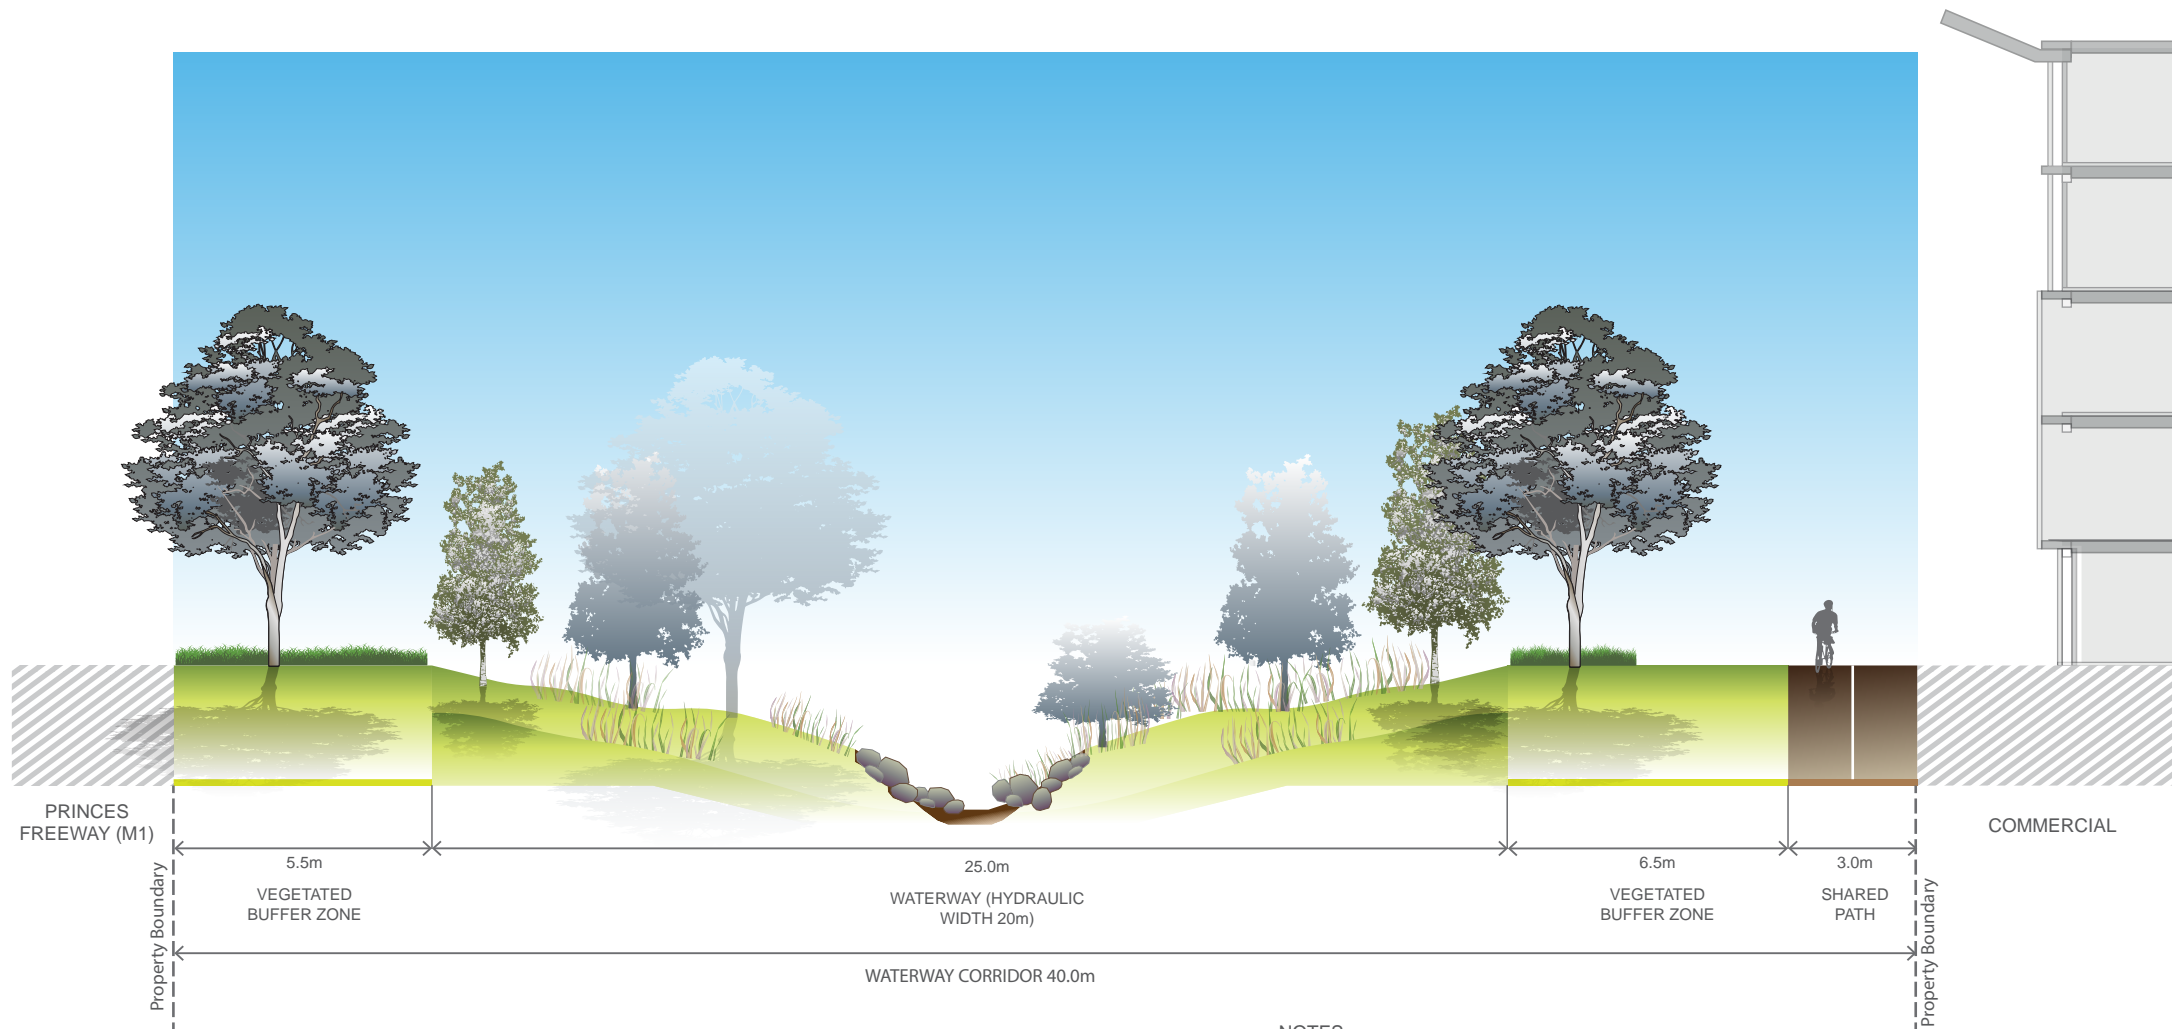 PRINCES
FREEWAY (M1)
COMMERCIAL
5.5m
25.0m
6.5m
3.0m
VEGETATED
BUFFER ZONE
WATERWAY (HYDRAULIC
WIDTH 20m)
VEGETATED
BUFFER ZONE
SHARED
PATH
Property Boundary
Property Boundary
WATERWAY CORRIDOR 40.0m
NOTES